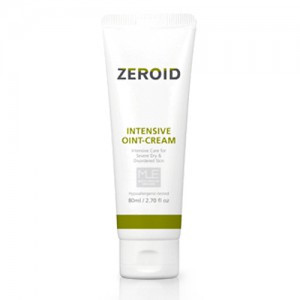 ZEROID
INTENSIVE
OINT-CREAM
Intensive Care for
Severe Dry &
Disordered Skin
MLE
Hypoallergenic tested
80ml / 2.70 fl oz